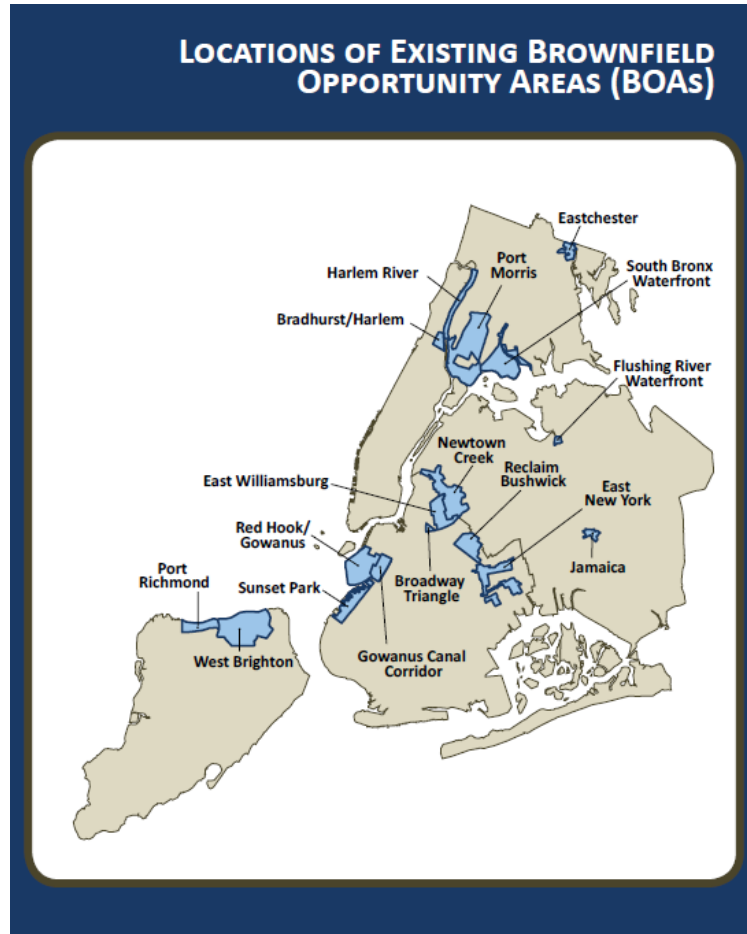 LOCATIONS OF EXISTING BROWNFIELD
OPPORTUNITY AREAS (BOAS)
Eastchester
Port
Morris
South Bronx
Waterfront
Harlem River
Bradhurst/Harlem
Flushing River
Waterfront
Newtown
Creek
Reclaim
Bushwick
East Williamsburg
East
New York
Red Hook/
Gowanus
Port
Richmond
Sunset Park
Broadway
Triangle
Jamaica
West Brighton
Gowanus Canal
Corridor